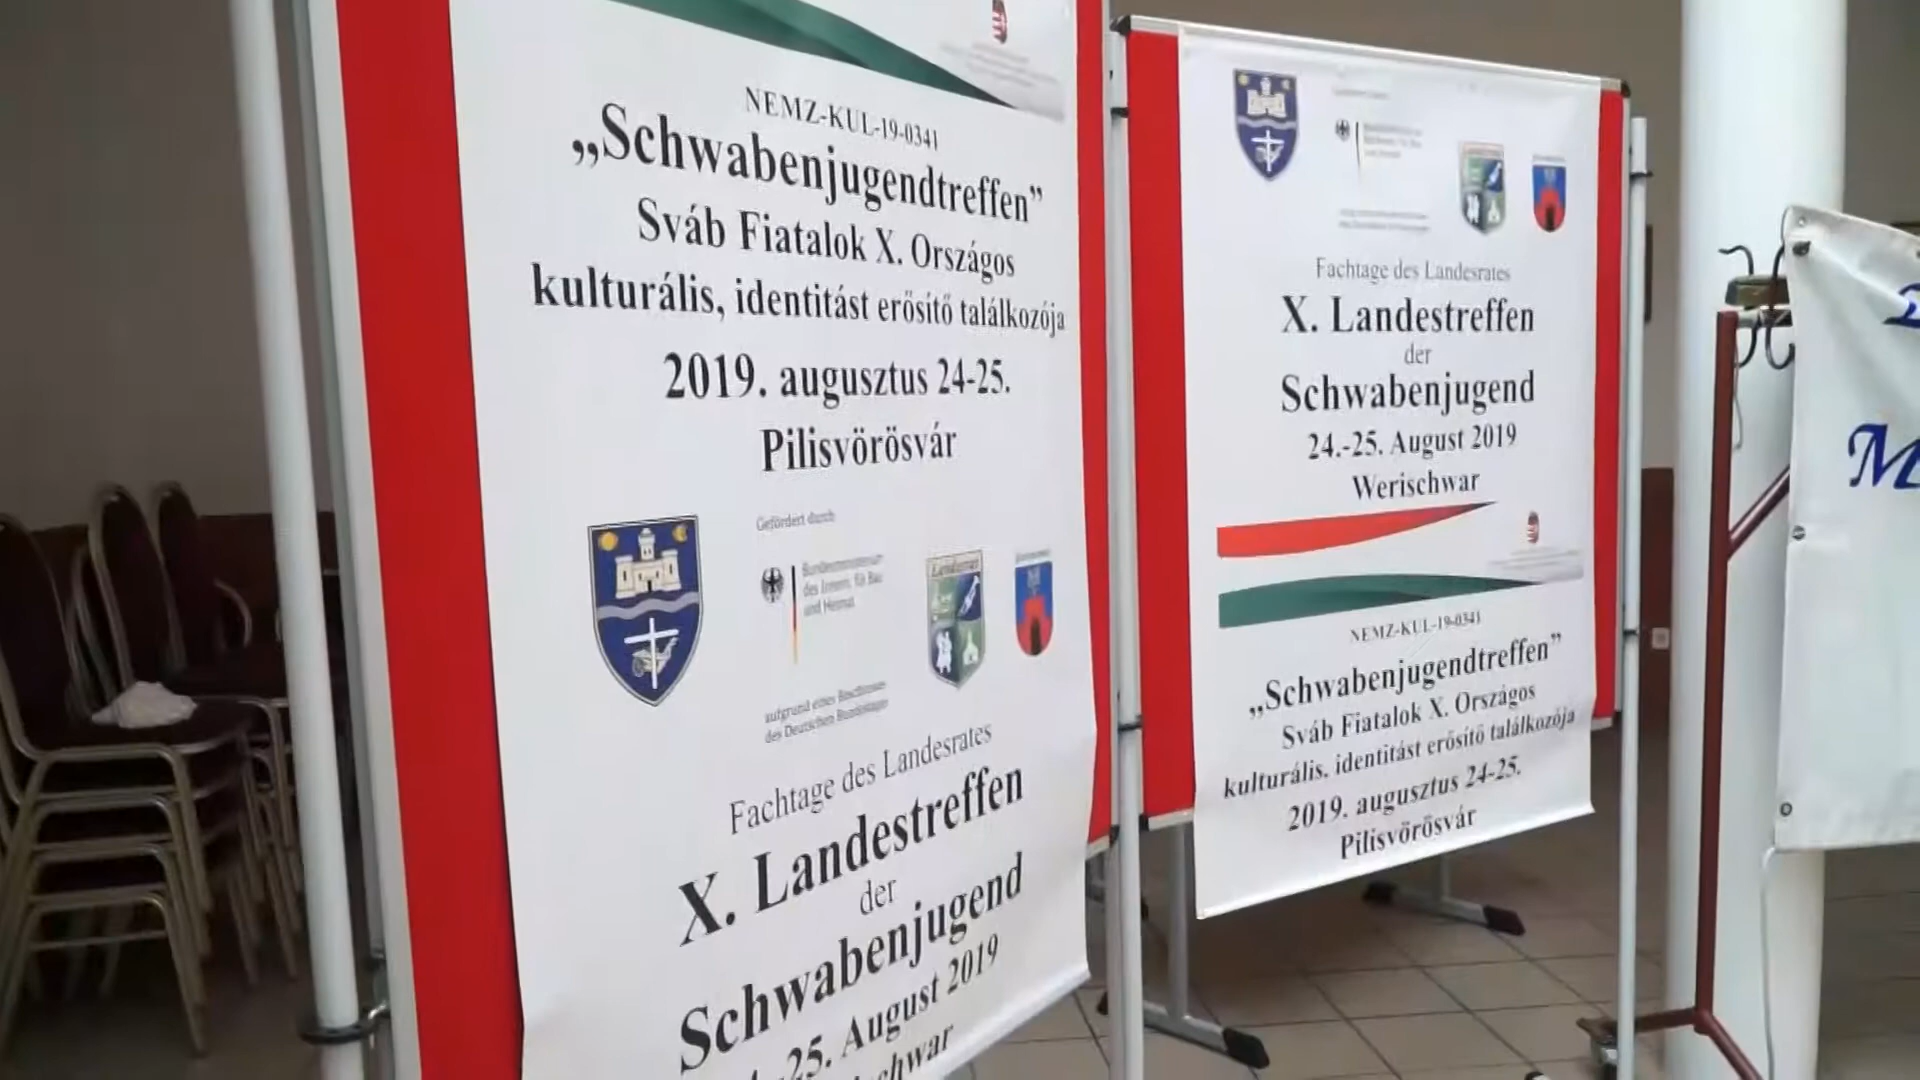 NEMZ-KUL-19-0341
„Schwabenjugendtreffen”
Sváb Fiatalok X. Országos
kulturális, identitást erősítő találkozója
2019. augusztus 24-25.
Pilisvörösvár
Gefördert durch
Bundesministerium
des Innern, für Bau
und Heimat
Landesrat
aufgrund eines Beschlusses
des Deutschen Bundestages
Fachtage des Landesrates
X. Landestreffen
der
Schwabenjugend
25. August 2019
schwar
Fachtage des Landesrates
X. Landestreffen
der
Schwabenjugend
24.-25. August 2019
Werischwar
NEMZ-KUL-19-0341
„Schwabenjugendtreffen”
Sváb Fiatalok X. Országos
kulturális, identitást erősítő találkozója
2019. augusztus 24-25.
Pilisvörösvár
M